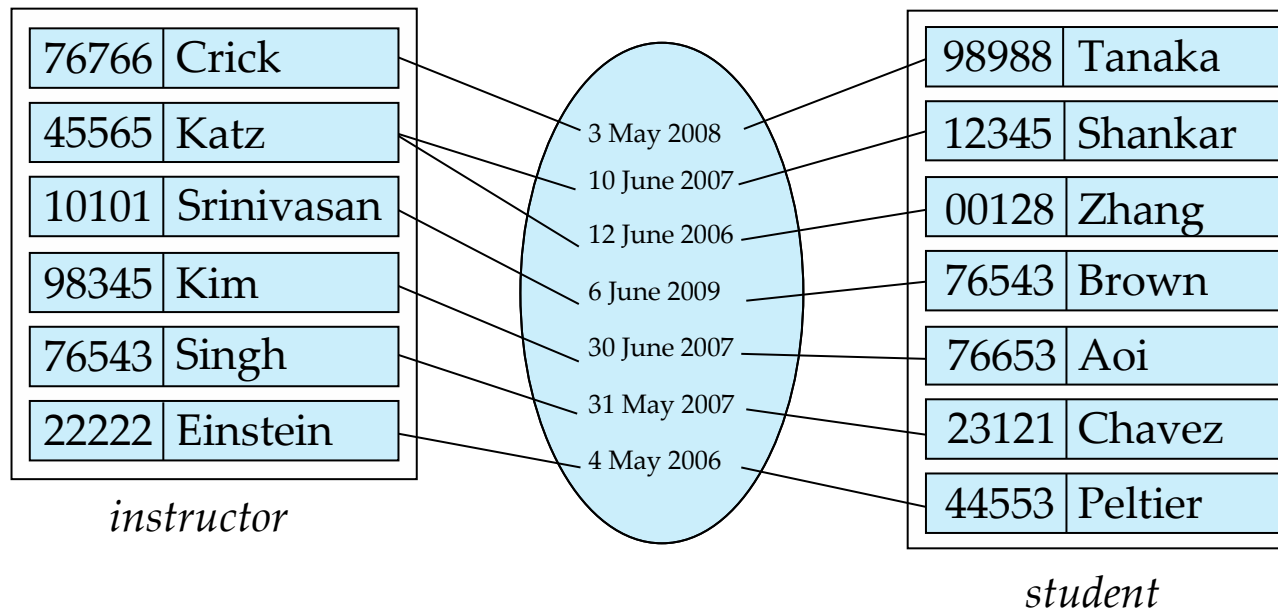 76766 Crick
45565 Katz
10101 Srinivasan
98345 Kim
76543 Singh
22222 Einstein
instructor
3 May 2008
10 June 2007
12 June 2006
6 June 2009
30 June 2007
31 May 2007
4 May 2006
98988 Tanaka
12345 Shankar
00128 Zhang
76543 Brown
76653 Aoi
23121 Chavez
44553 Peltier
student